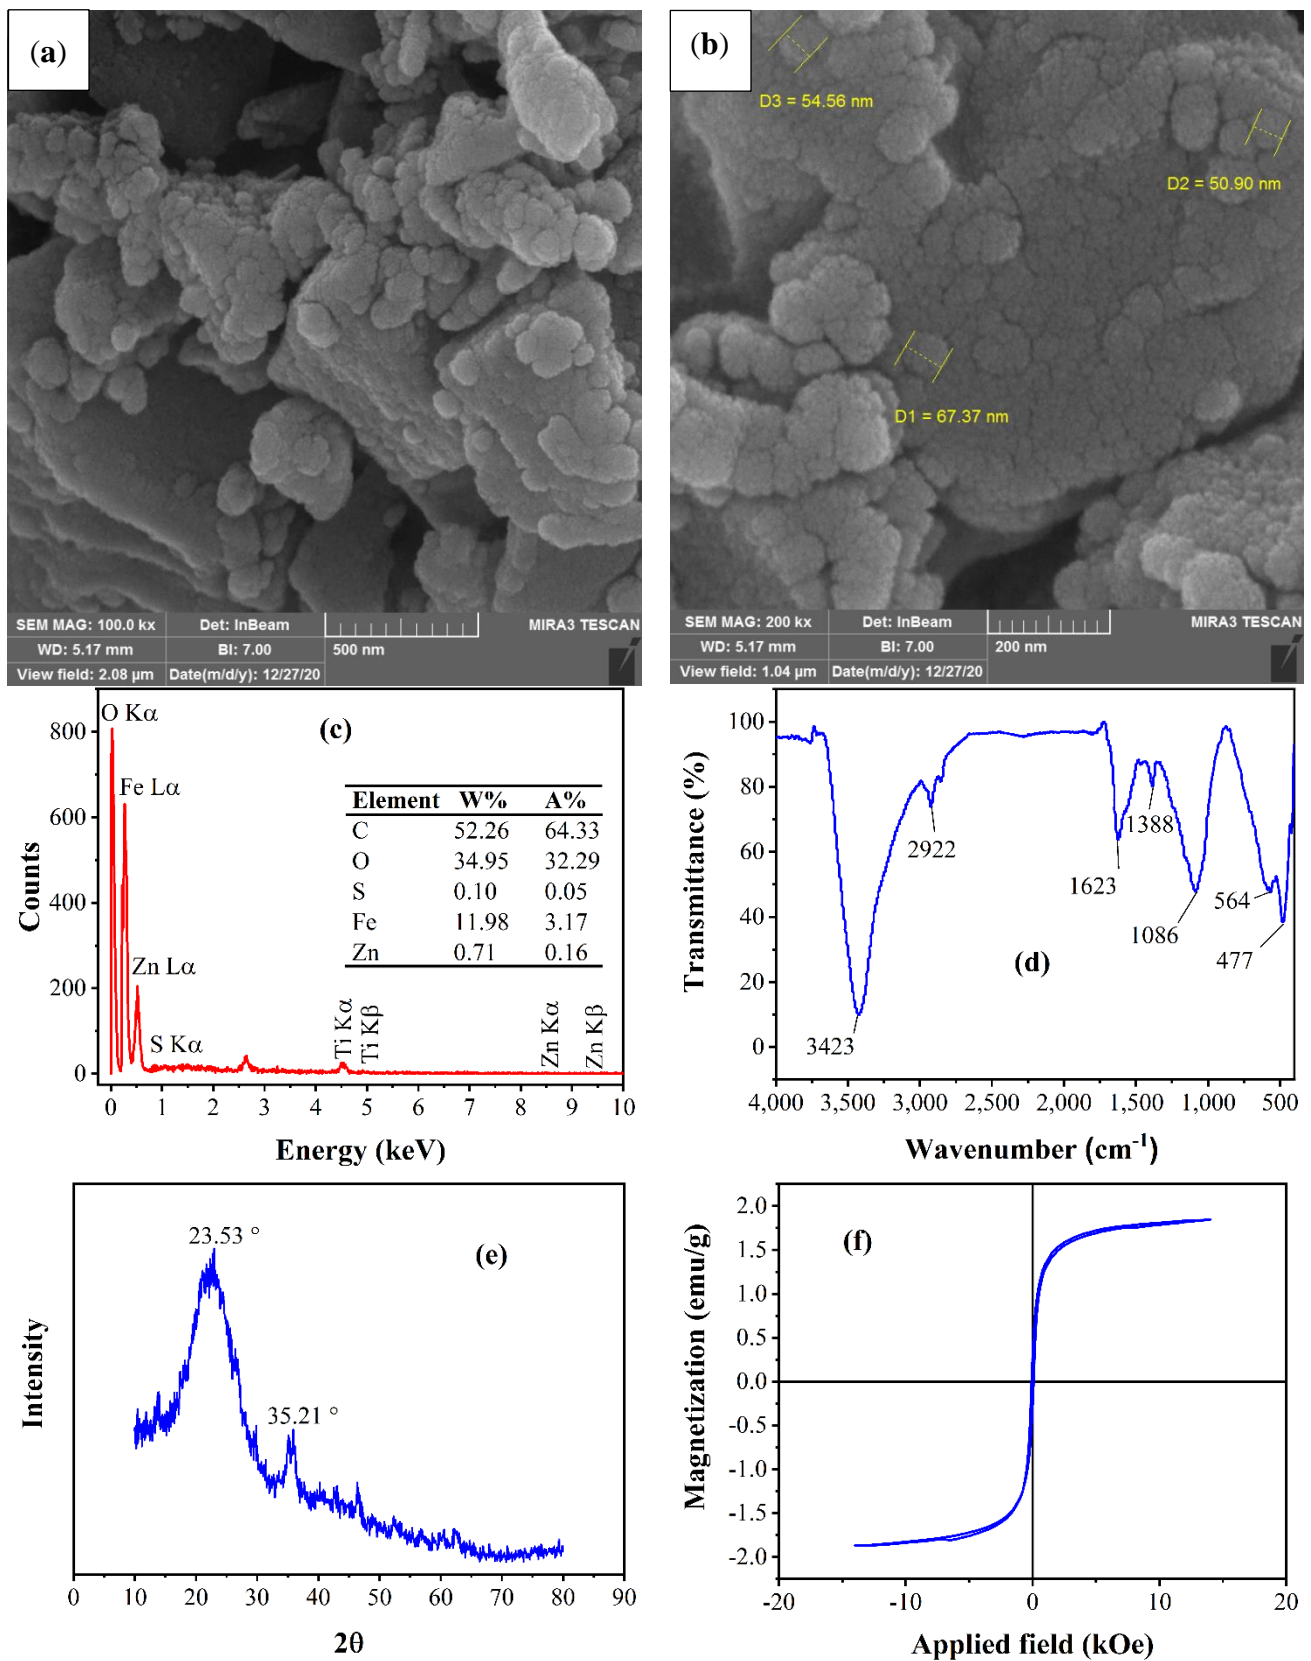 (a)
SEM MAG: 100.0 kx Det: InBeam MIRA3 TESCAN
WD: 5.17 mm BI: 7.00 500 nm
View field: 2.08 µm Date(m/d/y): 12/27/20
(b)
D3 = 54.56 nm
D2 = 50.90 nm
D1 = 67.37 nm
SEM MAG: 200 kx Det: InBeam MIRA3 TESCAN
WD: 5.17 mm BI: 7.00 200 nm
View field: 1.04 µm Date(m/d/y): 12/27/20
(c)
O Kα
Fe Lα
Zn Lα
S Kα
Ti Kα
Ti Kβ
Zn Kα
Zn Kβ
Element W% A%
C 52.26 64.33
O 34.95 32.29
S 0.10 0.05
Fe 11.98 3.17
Zn 0.71 0.16
Counts
800
600
400
200
0
0 1 2 3 4 5 6 7 8 9 10
Energy (keV)
(d)
Transmittance (%)
100
80
60
40
20
0
3423
2922
1623
1388
1086
564
477
4,000 3,500 3,000 2,500 2,000 1,500 1,000 500
Wavenumber (cm-1)
(e)
Intensity
23.53 °
35.21 °
0 10 20 30 40 50 60 70 80 90
2θ
(f)
Magnetization (emu/g)
2.0
1.5
1.0
0.5
0.0
-0.5
-1.0
-1.5
-2.0
-20 -10 0 10 20
Applied field (kOe)